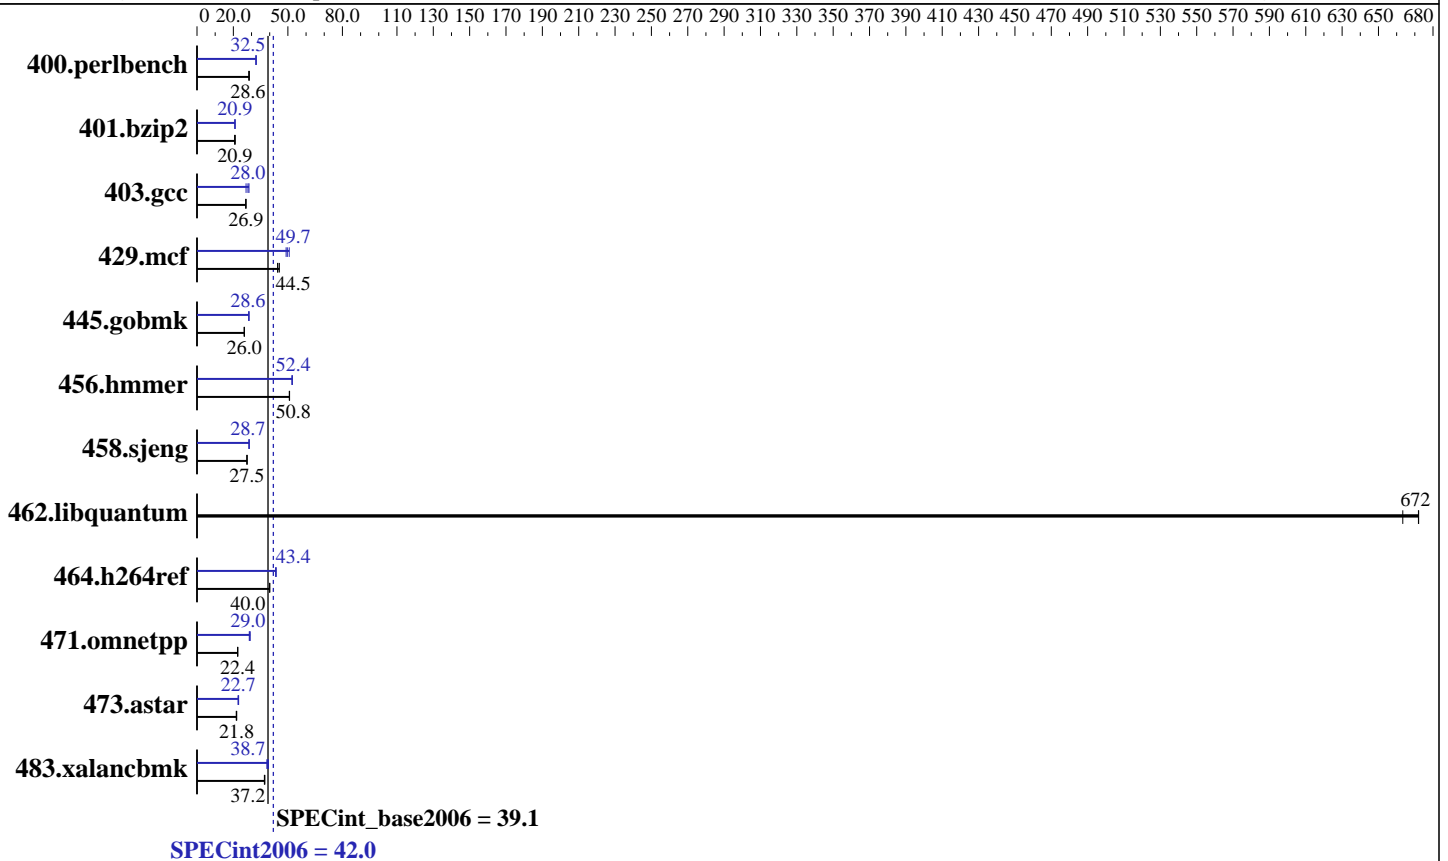 0 20.0 50.0 80.0 110 130 150 170 190 210 230 250 270 290 310 330 350 370 390 410 430 450 470 490 510 530 550 570 590 610 630 650 680
32.5
400.perlbench
28.6
20.9
401.bzip2
20.9
28.0
403.gcc
26.9
49.7
429.mcf
44.5
28.6
445.gobmk
26.0
52.4
456.hmmer
50.8
28.7
458.sjeng
27.5
672
462.libquantum
43.4
464.h264ref
40.0
29.0
471.omnetpp
22.4
22.7
473.astar
21.8
38.7
483.xalancbmk
37.2
SPECint_base2006 = 39.1
SPECint2006 = 42.0